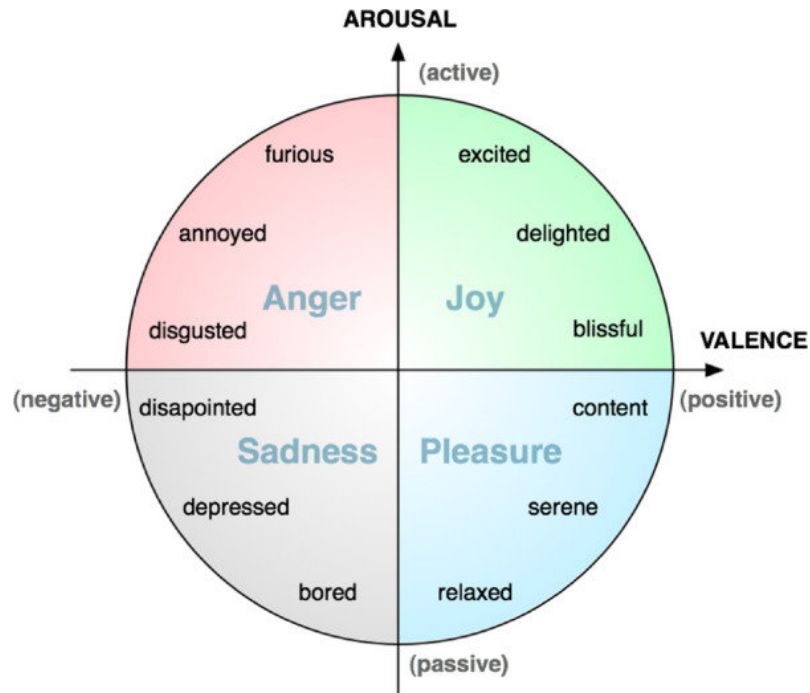 AROUSAL
(active)
furious
excited
annoyed
delighted
Anger
Joy
disgusted
blissful
VALENCE
(negative)
disapointed
content
(positive)
Sadness
Pleasure
depressed
serene
bored
relaxed
(passive)